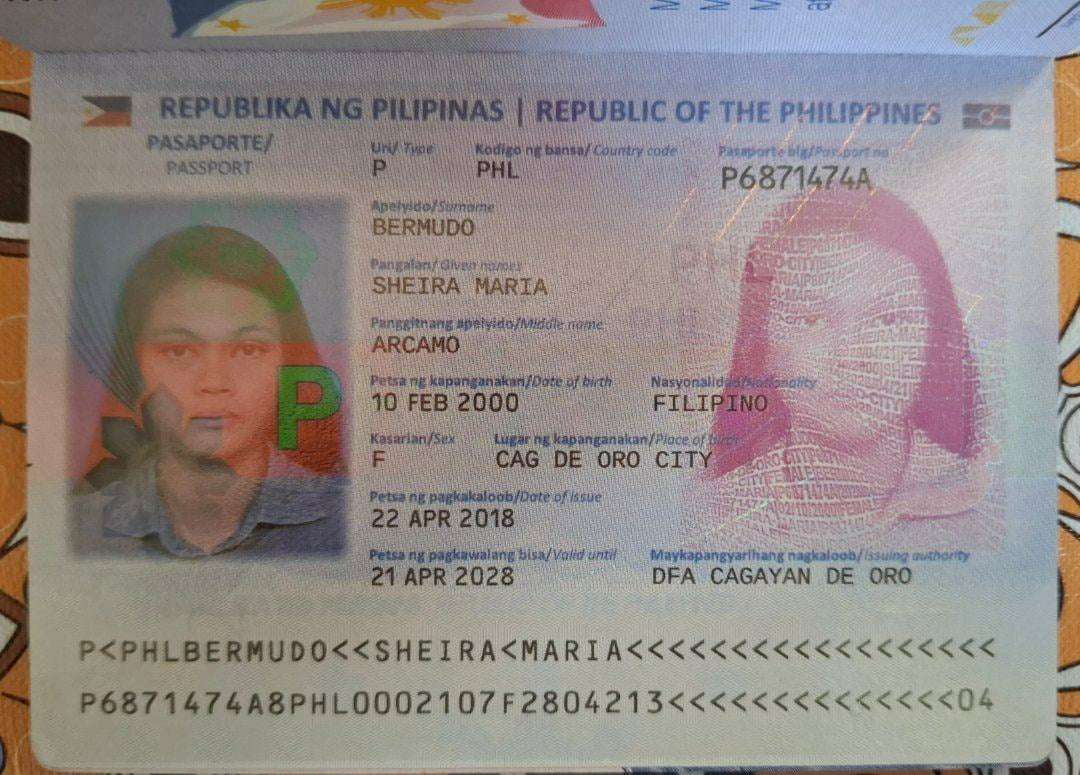 REPUBLIKA NG PILIPINAS | REPUBLIC OF THE PHILIPPINES
PASAPORTE/
PASSPORT
Uri/ Type
Kodigo ng bansa/ Country code
Pasaporte blg/Passport no
P
PHL
P6871474A
Apelyido/Surname
BERMUDO
Pangalan/ Given names
SHEIRA MARIA
Panggitnang apelyido/Middle name
ARCAMO
Petsa ng kapanganakan/Date of birth
Nasyonalidad/Nationality
10 FEB 2000
FILIPINO
Kasarian/Sex
Lugar ng kapanganakan/Place of birth
F
CAG DE ORO CITY
Petsa ng pagkakaloob/Date of issue
22 APR 2018
Petsa ng pagkawalang bisa/Valid until
Maykapangyarihang nagkaloob/Issuing authority
21 APR 2028
DFA CAGAYAN DE ORO
P
P<PHLBERMUDO<<SHEIRA<MARIA<<<<<<<<<<<<<<<<<<
P6871474A8PHL0002107F2804213<<<<<<<<<<<<<<04